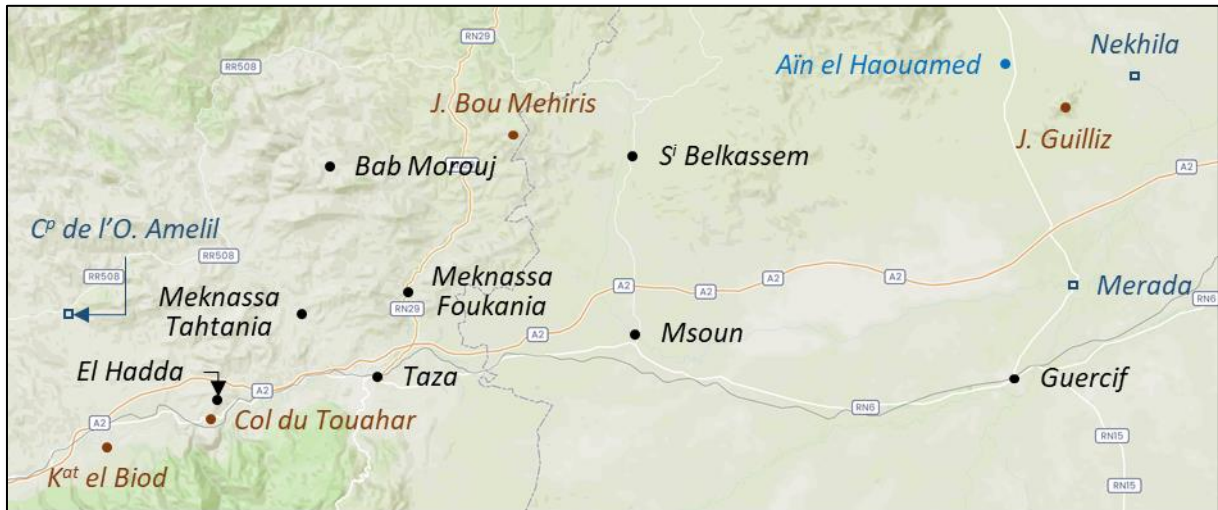 RN29
Nekhila
RR508
Aïn el Haouamed
J. Bou Mehiris
J. Guilliz
Sⁱ Belkassem
Bab Morouj
A2
Cᵖ de l'O. Amelil
RR508
Meknassa
Foukania
Meknassa
Tahtania
RN29
A2
A2
A2
A2
Merada
RN6
A2
Msoun
El Hadda
Taza
Guercif
A2
RN6
A2
Col du Touahar
RN15
Kᵃᵗ el Biod
RN15